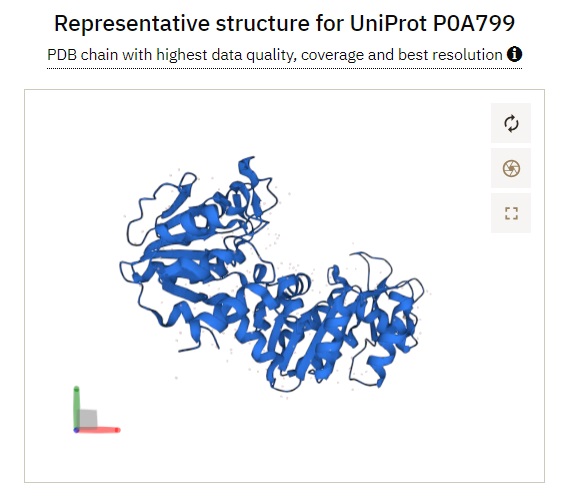 Representative structure for UniProt P0A799
PDB chain with highest data quality, coverage and best resolution